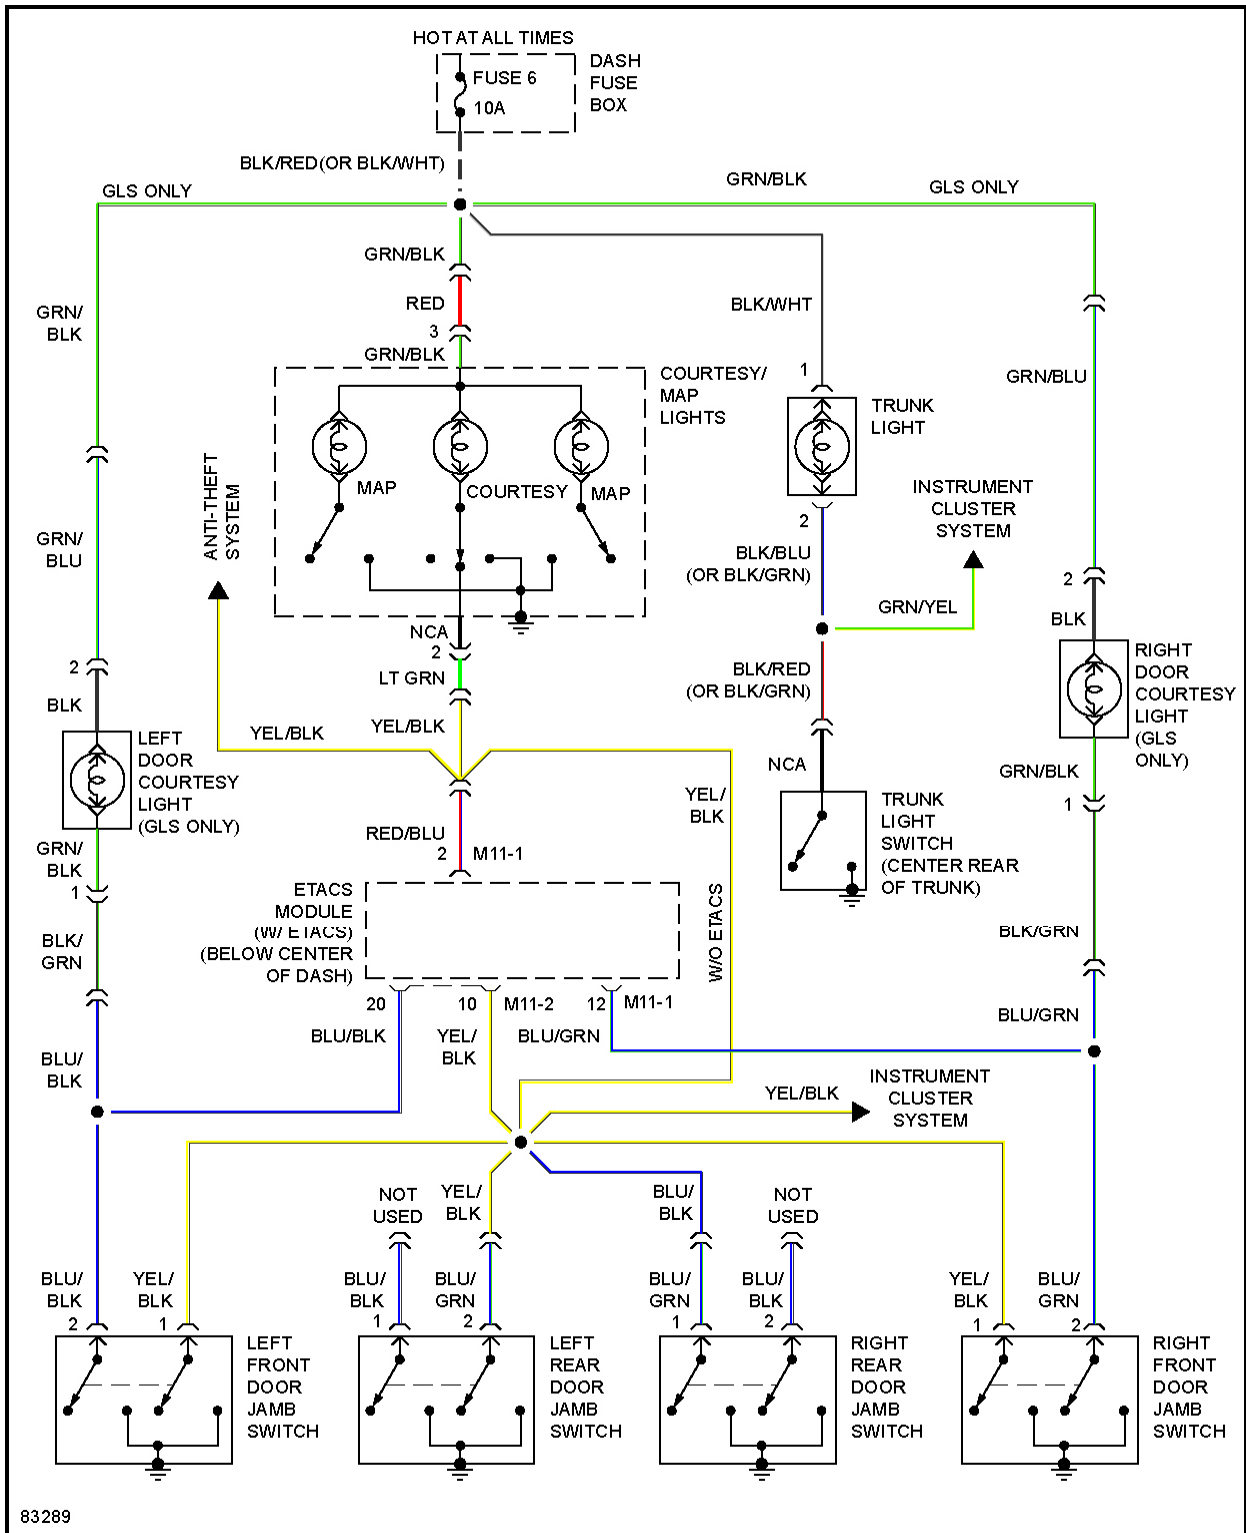 HOT AT ALL TIMES
FUSE 6
10A
DASH
FUSE
BOX
BLK/RED(OR BLK/WHT)
GLS ONLY
GRN/BLK
GLS ONLY
GRN/BLK
RED
3
GRN/BLK
GRN/
BLK
BLK/WHT
1
GRN/BLU
COURTESY/
MAP
LIGHTS
TRUNK
LIGHT
MAP
COURTESY
MAP
ANTI-THEFT
SYSTEM
2
INSTRUMENT
CLUSTER
SYSTEM
GRN/
BLU
BLK/BLU
(OR BLK/GRN)
2
GRN/YEL
BLK
NCA
2
LT GRN
BLK/RED
(OR BLK/GRN)
RIGHT
DOOR
COURTESY
LIGHT
(GLS
ONLY)
2
BLK
YEL/BLK
YEL/BLK
LEFT
DOOR
COURTESY
LIGHT
(GLS ONLY)
NCA
GRN/BLK
1
YEL/
BLK
TRUNK
LIGHT
SWITCH
(CENTER REAR
OF TRUNK)
RED/BLU
2
M11-1
GRN/
BLK
1
ETACS
MODULE
(W/ ETACS)
(BELOW CENTER
OF DASH)
W/O ETACS
BLK/
GRN
BLK/GRN
20
10
M11-2
12
M11-1
BLU/BLK
YEL/
BLK
BLU/GRN
BLU/GRN
BLU/
BLK
YEL/BLK
INSTRUMENT
CLUSTER
SYSTEM
NOT
USED
YEL/
BLK
BLU/
BLK
NOT
USED
BLU/
BLK
YEL/
BLK
BLU/
BLK
BLU/
GRN
BLU/
GRN
BLU/
BLK
YEL/
BLK
BLU/
GRN
2
1
1
2
1
2
1
2
LEFT
FRONT
DOOR
JAMB
SWITCH
LEFT
REAR
DOOR
JAMB
SWITCH
RIGHT
REAR
DOOR
JAMB
SWITCH
RIGHT
FRONT
DOOR
JAMB
SWITCH
83289